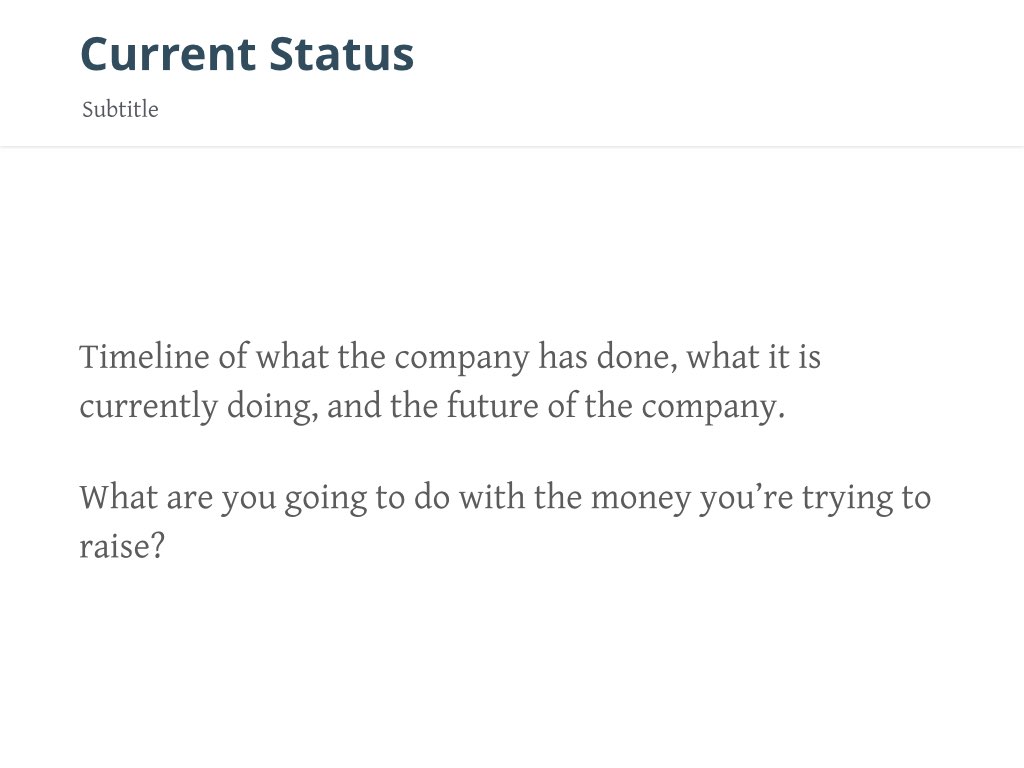 Current Status
Subtitle
Timeline of what the company has done, what it is
currently doing, and the future of the company.
What are you going to do with the money you’re trying to
raise?